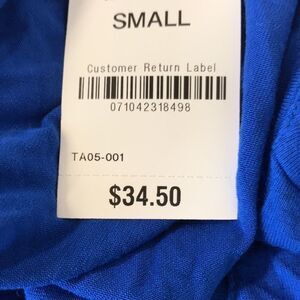 SMALL
Customer Return Label
071042318498
TA05-001
$34.50